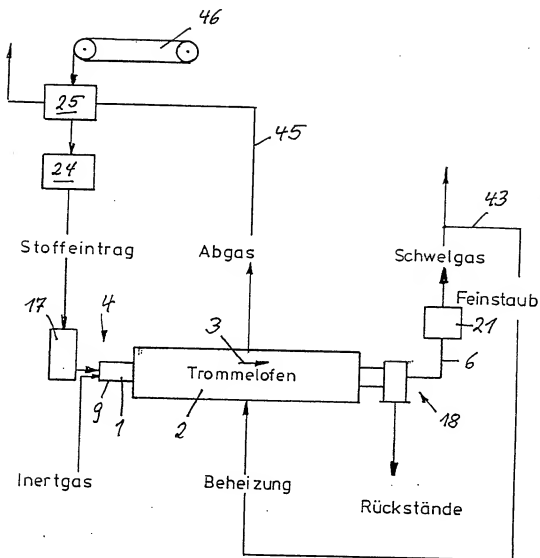 46
25
45
24
43
Stoffeintrag
Abgas
Schwelgas
Feinstaub
17
4
3
21
Trommelofen
6
9
1
2
18
Inertgas
Beheizung
Rückstände